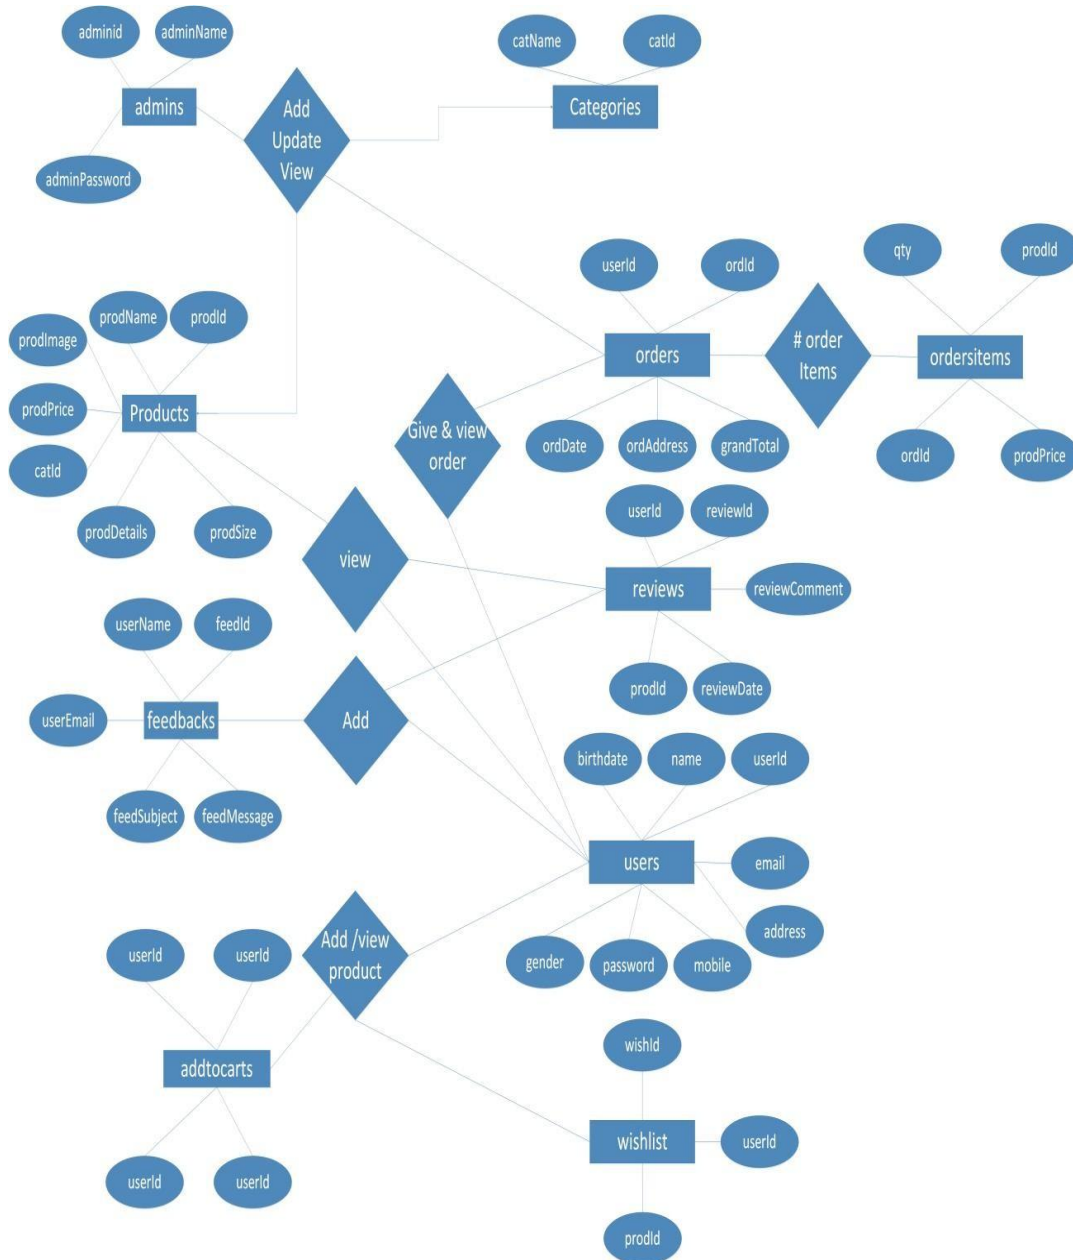 adminid
adminName
admins
adminPassword
Add
Update
View
catName
catId
Categories
prodName
prodId
prodImage
prodPrice
Products
catId
prodDetails
prodSize
userId
ordId
orders
ordDate
ordAddress
grandTotal
# order
Items
qty
prodId
ordersitems
ordId
prodPrice
Give & view
order
view
userId
reviewId
reviews
reviewComment
prodId
reviewDate
userName
feedId
userEmail
feedbacks
feedSubject
feedMessage
Add
birthdate
name
userId
users
email
address
gender
password
mobile
Add /view
product
userId
userId
addtocarts
userId
userId
wishId
wishlist
userId
prodId